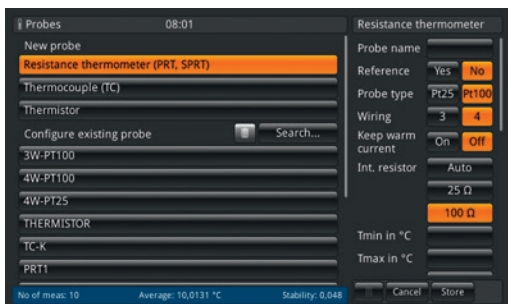 Probes 08:01
New probe
Resistance thermometer (PRT, SPRT)
Thermocouple (TC)
Thermistor
Configure existing probe Search...
3W-PT100
4W-PT100
4W-PT25
THERMISTOR
TC-K
PRT1
No of meas: 10 Average: 10,0131 °C Stability: 0,048
Resistance thermometer
Probe name
Reference Yes No
Probe type Pt25 Pt100
Wiring 3 4
Keep warm
current On Off
Int. resistor Auto
25 Ω
100 Ω
Tmin in °C
Tmax in °C
Cancel Store